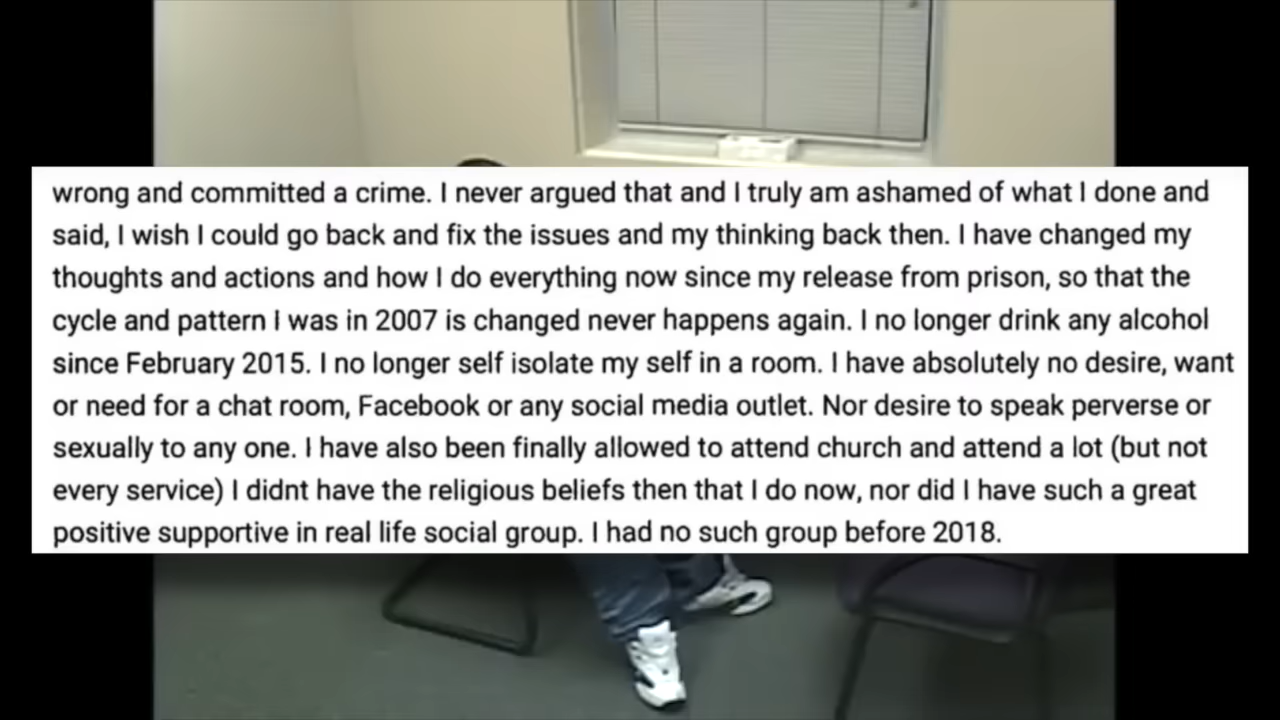 wrong and committed a crime. I never argued that and I truly am ashamed of what I done and
said, I wish I could go back and fix the issues and my thinking back then. I have changed my
thoughts and actions and how I do everything now since my release from prison, so that the
cycle and pattern I was in 2007 is changed never happens again. I no longer drink any alcohol
since February 2015. I no longer self isolate my self in a room. I have absolutely no desire, want
or need for a chat room, Facebook or any social media outlet. Nor desire to speak perverse or
sexually to any one. I have also been finally allowed to attend church and attend a lot (but not
every service) I didnt have the religious beliefs then that I do now, nor did I have such a great
positive supportive in real life social group. I had no such group before 2018.